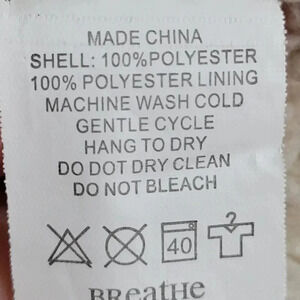 MADE CHINA
SHELL: 100%POLYESTER
100% POLYESTER LINING
MACHINE WASH COLD
GENTLE CYCLE
HANG TO DRY
DO DOT DRY CLEAN
DO NOT BLEACH
40
BReatHe